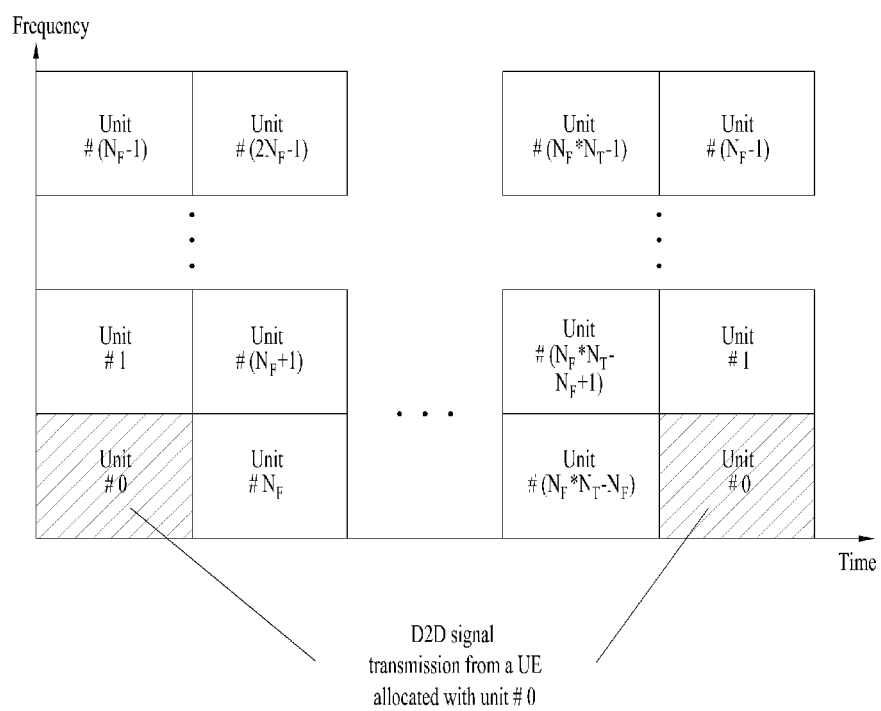 Frequency
Unit
# (N_F-1)
Unit
# (2N_F-1)
Unit
# (N_F*N_T-1)
Unit
# (N_F-1)
Unit
# 1
Unit
# (N_F+1)
Unit
# (N_F*N_T-
N_F+1)
Unit
# 1
Unit
# 0
Unit
# N_F
Unit
# (N_F*N_T-N_F)
Unit
# 0
Time
D2D signal
transmission from a UE
allocated with unit # 0